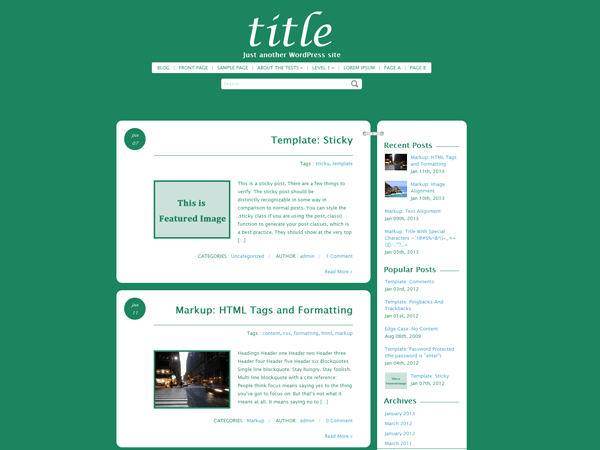 title
Just another WordPress site
BLOG | FRONT PAGE | SAMPLE PAGE | ABOUT THE TESTS » | LEVEL 1 » | LOREM IPSUM | PAGE A | PAGE B
Search
Jan
07
Template: Sticky
Tags : sticky, template
This is
Featured Image
This is a sticky post. There are a few things to
verify: The sticky post should be
distinctly recognizable in some way in
comparison to normal posts. You can style the
.sticky class if you are using the post_class()
function to generate your post classes, which is
a best practice. They should show at the very top
[...]
CATEGORIES : Uncategorized / AUTHOR : admin / 1 Comment
Read More »
Jan
11
Markup: HTML Tags and Formatting
Tags : content, css, formatting, html, markup
Headings Header one Header two Header three
Header four Header five Header six Blockquotes
Single line blockquote: Stay hungry. Stay foolish.
Multi line blockquote with a cite reference:
People think focus means saying yes to the thing
you've got to focus on. But that's not what it
means at all. It means saying no to [...]
CATEGORIES : Markup / AUTHOR : admin / 0 Comment
Read More »
Recent Posts
Markup: HTML Tags
and Formatting
Jan 11th, 2013
Markup: Image
Alignment
Jan 10th, 2013
Markup: Text Alignment
Jan 09th, 2013
Markup: Title With Special
Characters
Jan 05th, 2013
Popular Posts
Template: Comments
Jan 03rd, 2012
Template: Pingbacks And
Trackbacks
Jan 01st, 2012
Edge Case: No Content
Aug 06th, 2009
Template: Password Protected
(the password is "enter")
Jan 04th, 2012
This is
Featured Image
Template: Sticky
Jan 07th, 2012
Archives
January 2013
March 2012
January 2012
March 2011